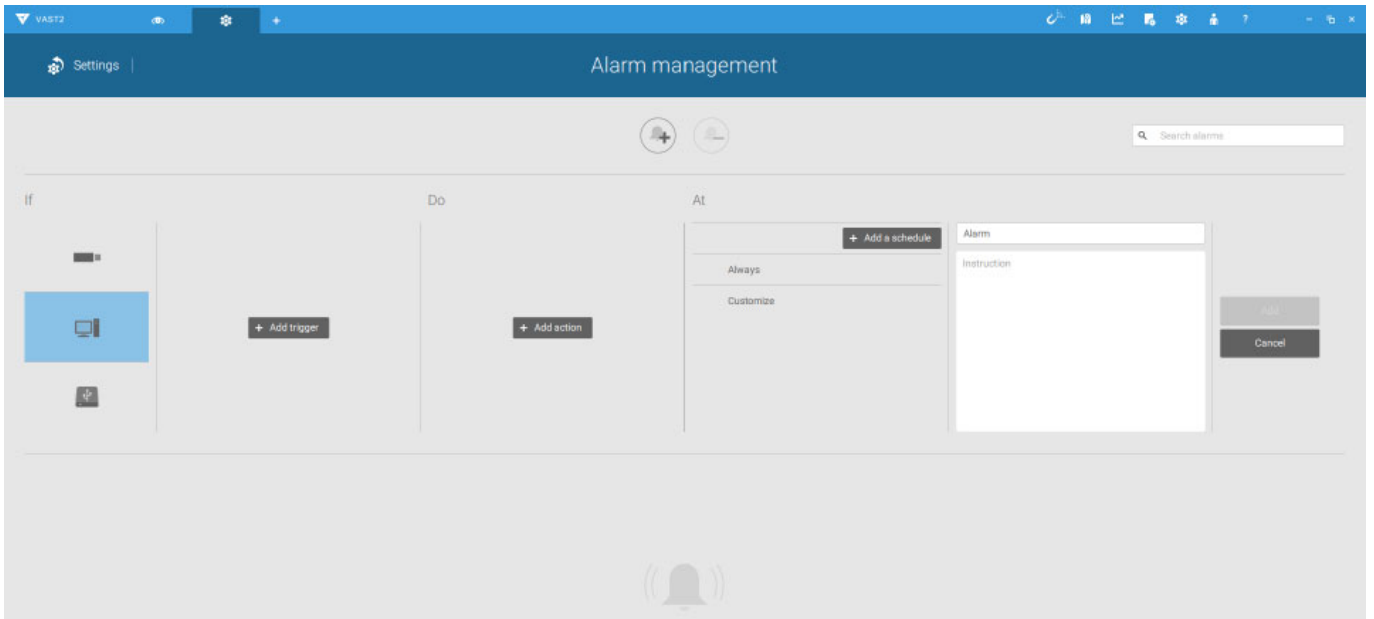 VAST2
?
Settings
Alarm management
Search alarms
If
Do
At
+ Add a schedule
Alarm
Always
Instruction
Customize
+ Add trigger
+ Add action
Add
Cancel